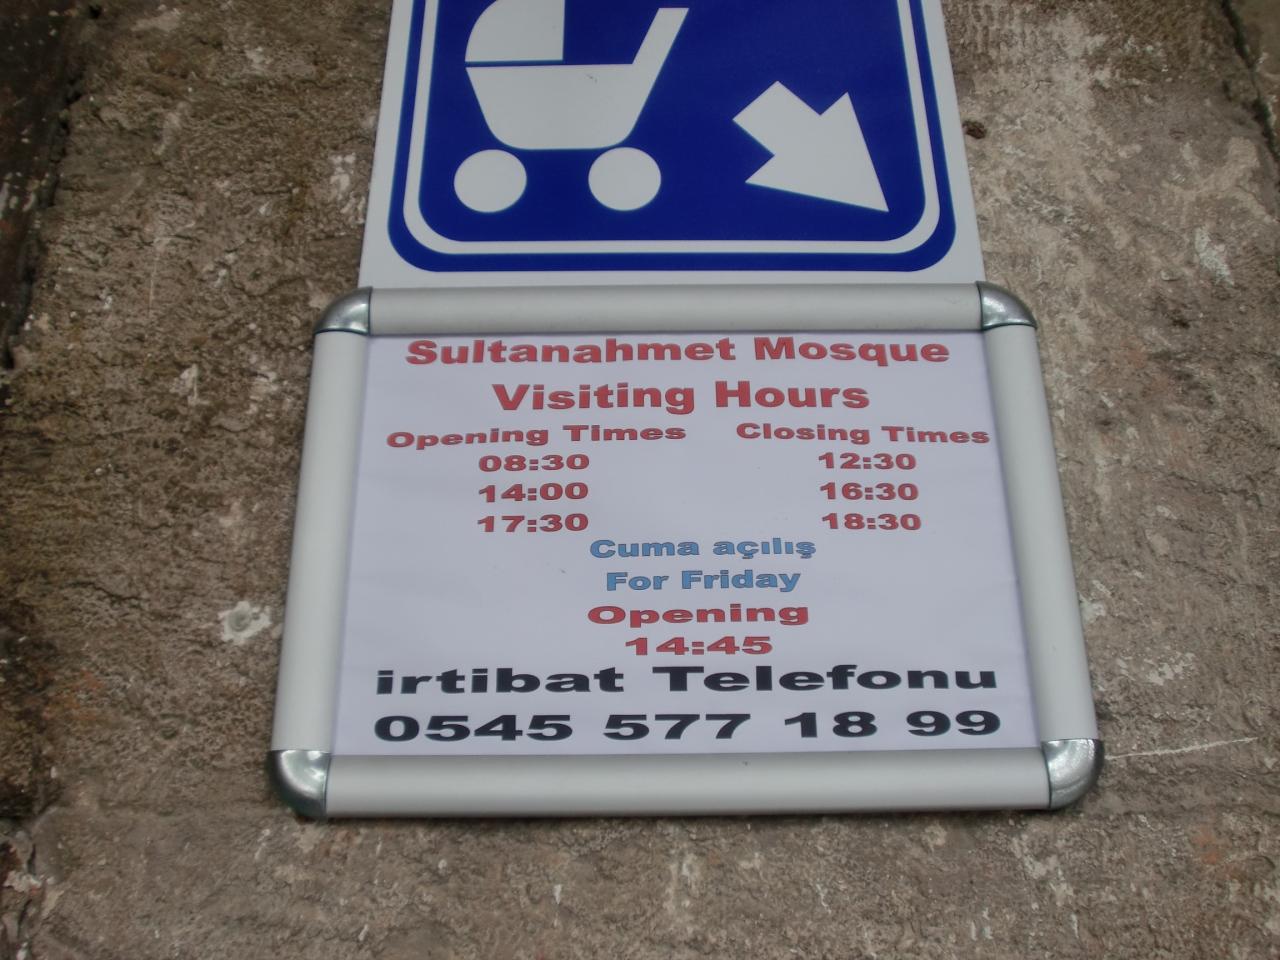 Sultanahmet Mosque
Visiting Hours
Opening Times Closing Times
08:30 12:30
14:00 16:30
17:30 18:30
Cuma açılış
For Friday
Opening
14:45
irtibat Telefonu
0545 577 18 99